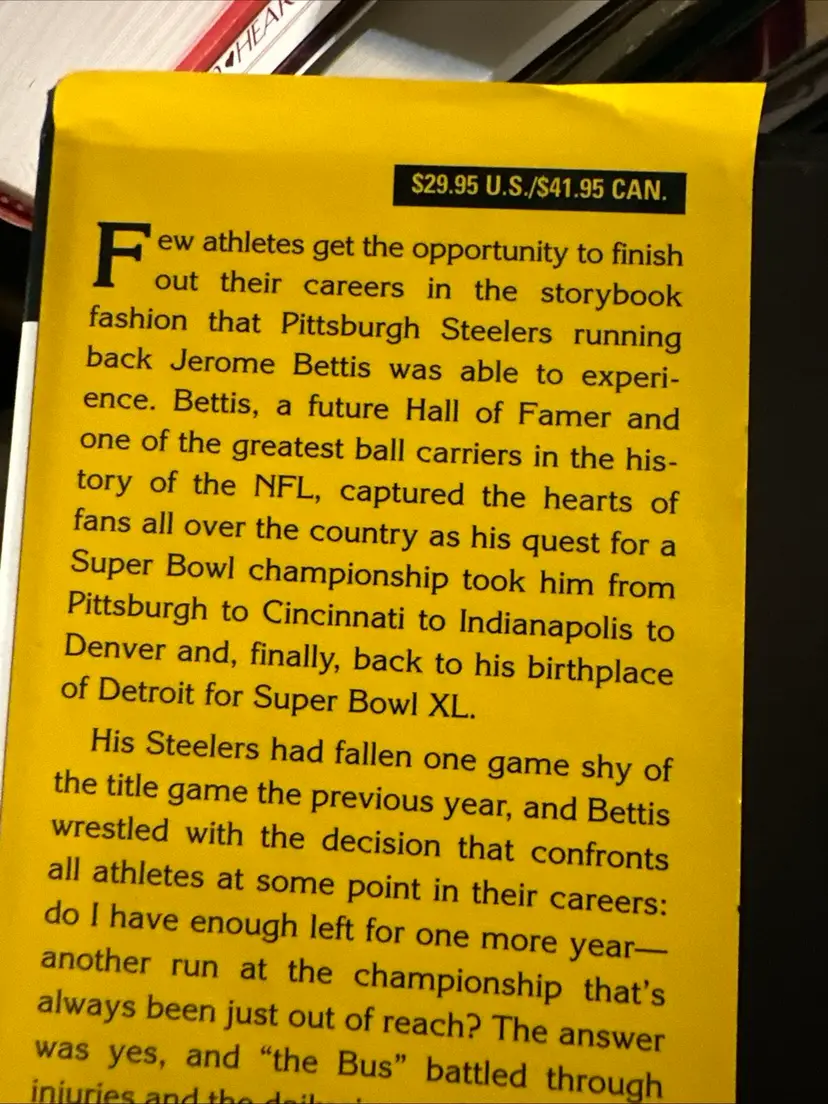 HEAR
$29.95 U.S./$41.95 CAN.
Few athletes get the opportunity to finish
out their careers in the storybook
fashion that Pittsburgh Steelers running
back Jerome Bettis was able to experi-
ence. Bettis, a future Hall of Famer and
one of the greatest ball carriers in the his-
tory of the NFL, captured the hearts of
fans all over the country as his quest for a
Super Bowl championship took him from
Pittsburgh to Cincinnati to Indianapolis to
Denver and, finally, back to his birthplace
of Detroit for Super Bowl XL.
His Steelers had fallen one game shy of
the title game the previous year, and Bettis
wrestled with the decision that confronts
all athletes at some point in their careers:
do I have enough left for one more year—
another run at the championship that's
always been just out of reach? The answer
was yes, and “the Bus” battled through
injuries and the